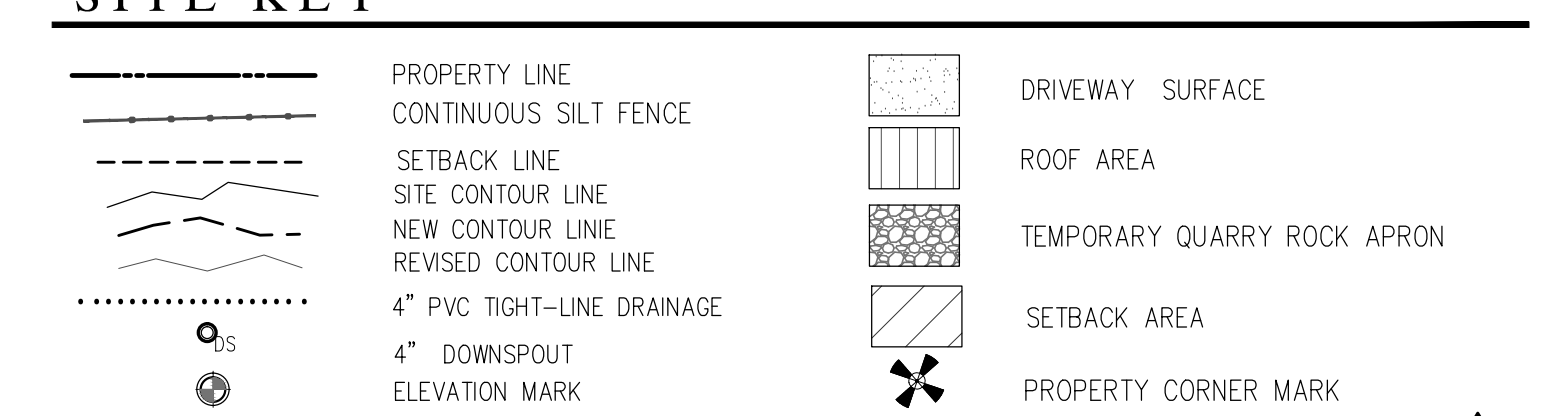 SITE KEY
PROPERTY LINE
CONTINUOUS SILT FENCE
SETBACK LINE
SITE CONTOUR LINE
NEW CONTOUR LINIE
REVISED CONTOUR LINE
4” PVC TIGHT-LINE DRAINAGE
DS
4” DOWNSPOUT
ELEVATION MARK
DRIVEWAY SURFACE
ROOF AREA
TEMPORARY QUARRY ROCK APRON
SETBACK AREA
PROPERTY CORNER MARK